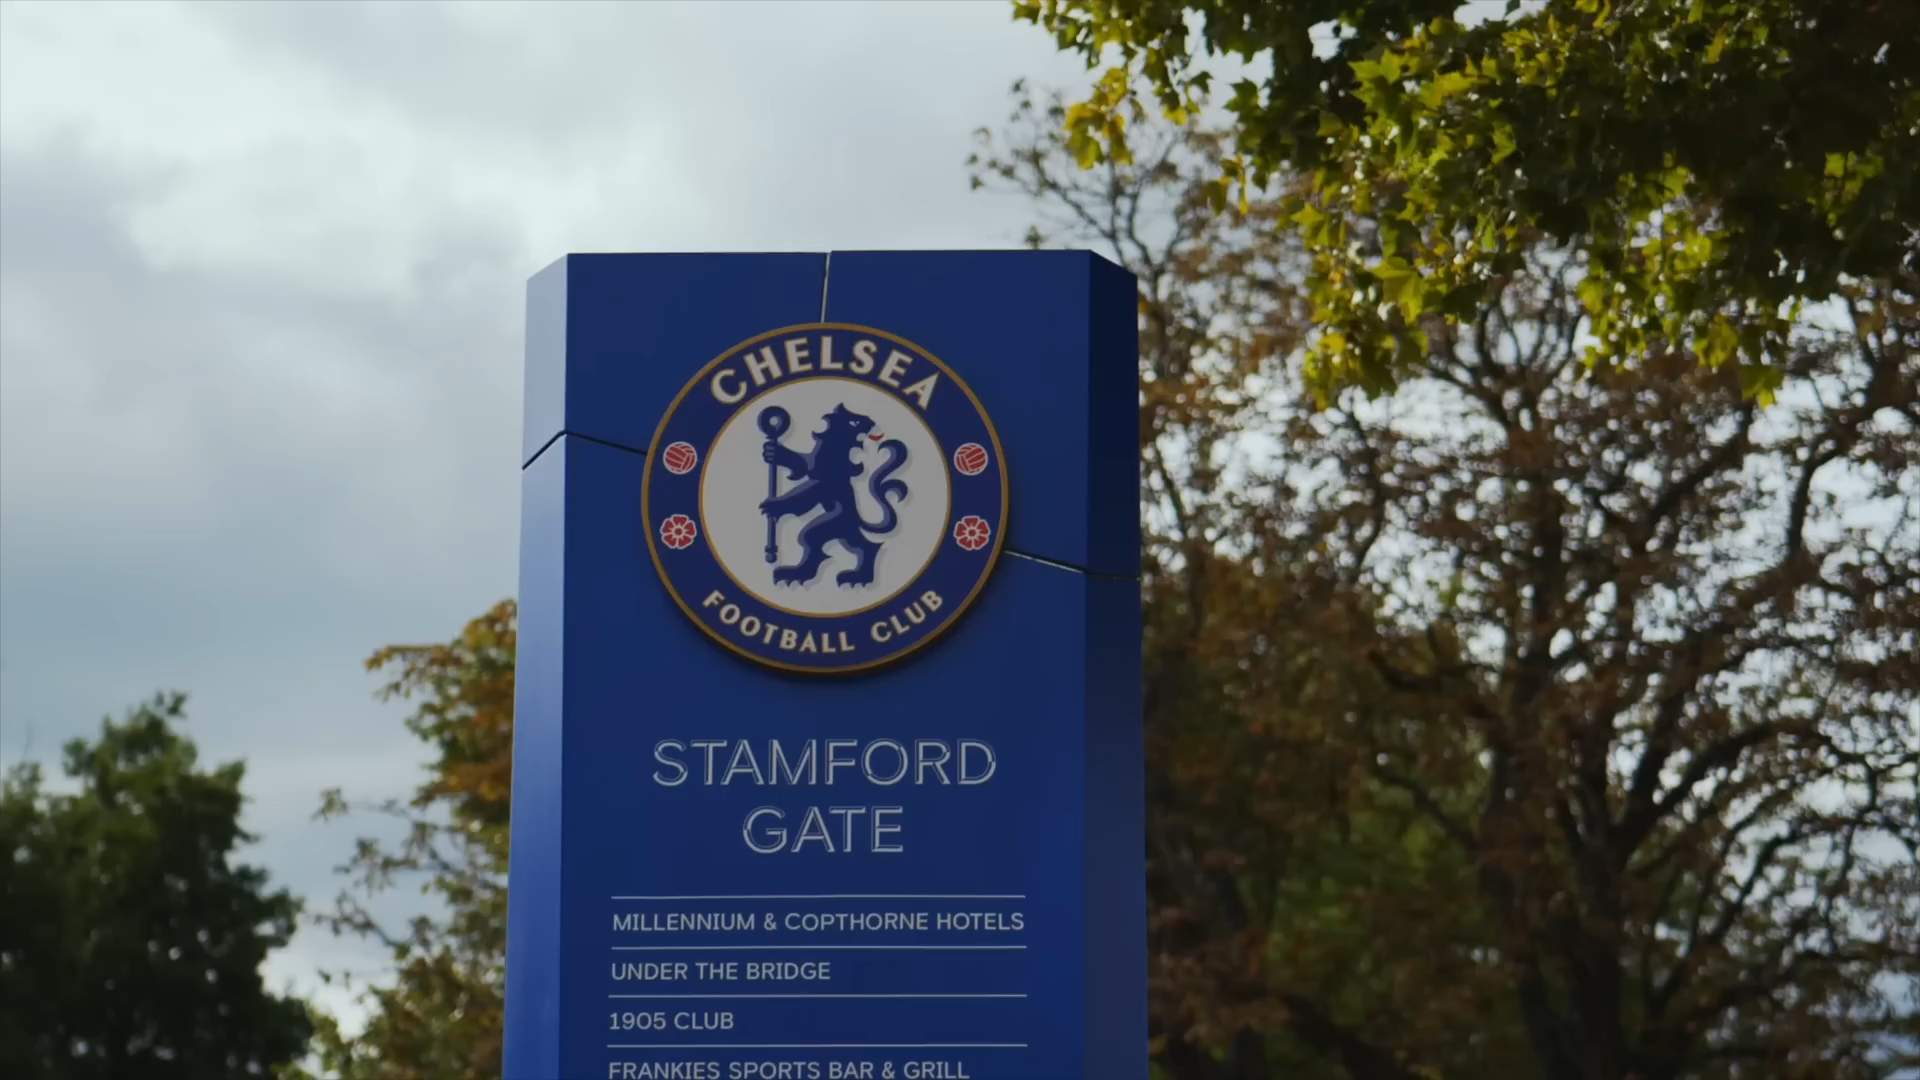 CHELSEA
FOOTBALL CLUB
STAMFORD
GATE
MILLENNIUM & COPTHORNE HOTELS
UNDER THE BRIDGE
1905 CLUB
FRANKIES SPORTS BAR & GRILL